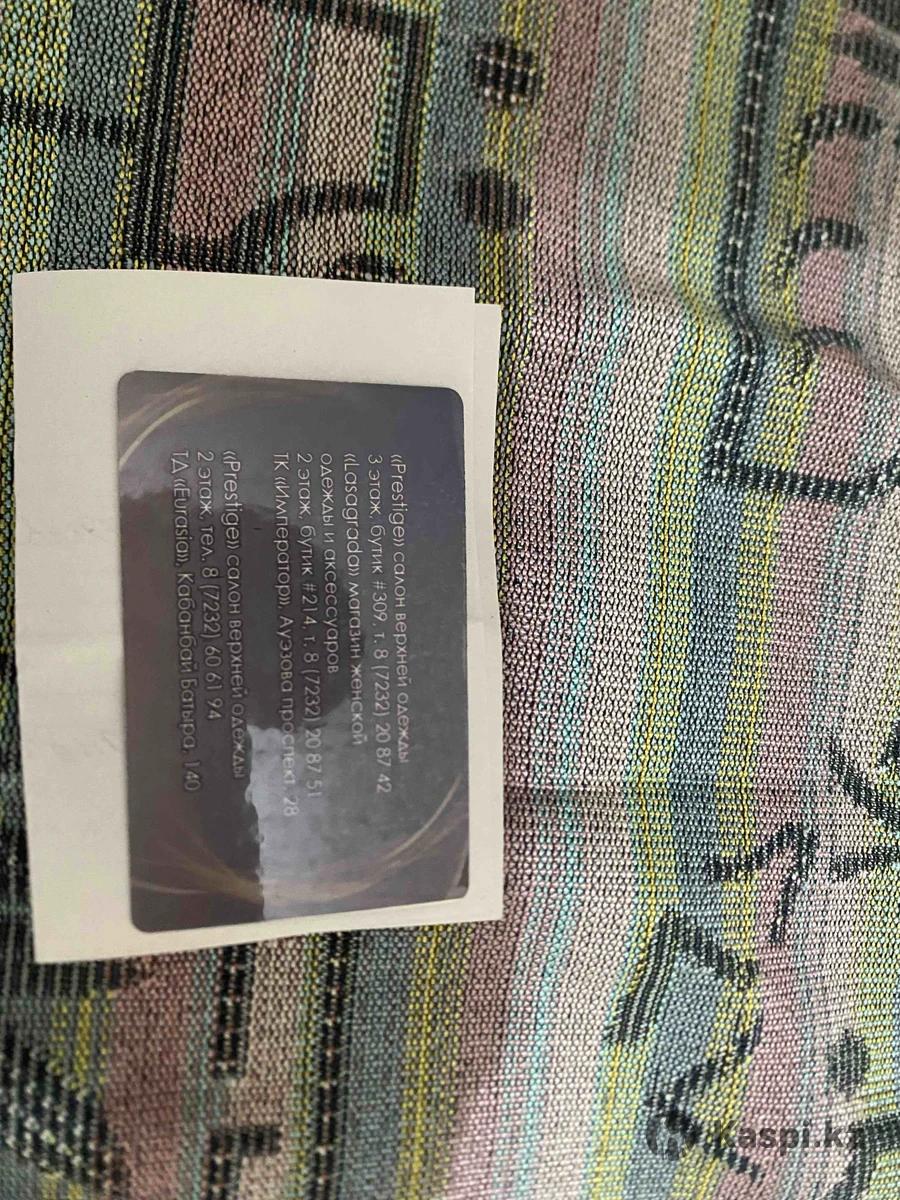 «Prestige» салон верхней одежды
3 этаж, бутик #309, т. 8 (7232) 20 87 42
«Lasagrada» магазин женской
одежды и аксессуаров
2 этаж, бутик #214, т. 8 (7232) 20 87 51
ТК «Император», Ауэзова проспект, 28
«Prestige» салон верхней одежды
2 этаж, тел. 8 (7232) 60 61 94
ТД «Eurasia», Кабанбай Батыра, 140
Kaspi.kz